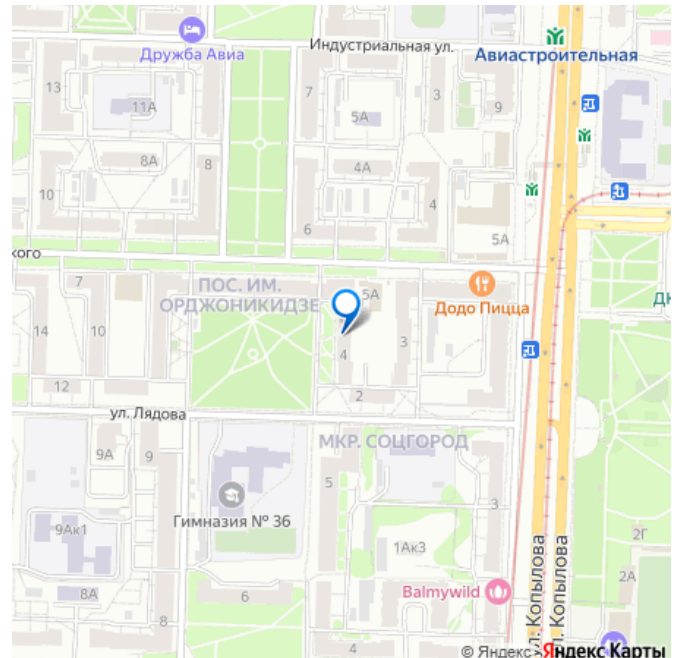 Дружба Авиа
Индустриальная ул.
Авиастроительная
13
11А
7
5А
3
9
8А
8
4А
4
10
6
5А
кого
7
ПОС. ИМ.
ОРДЖОНИКИДЗЕ
5А
Додо Пицца
ДК
14
10
4
3
12
2
ул. Лядова
МКР. СОЦГОРОД
9А
9
5
3
Гимназия № 36
9Ак1
1Ак3
2Г
8А
6
Balmywild
2А
ул. Копылова
ул. Копылова
© Яндекс Яндекс Карты